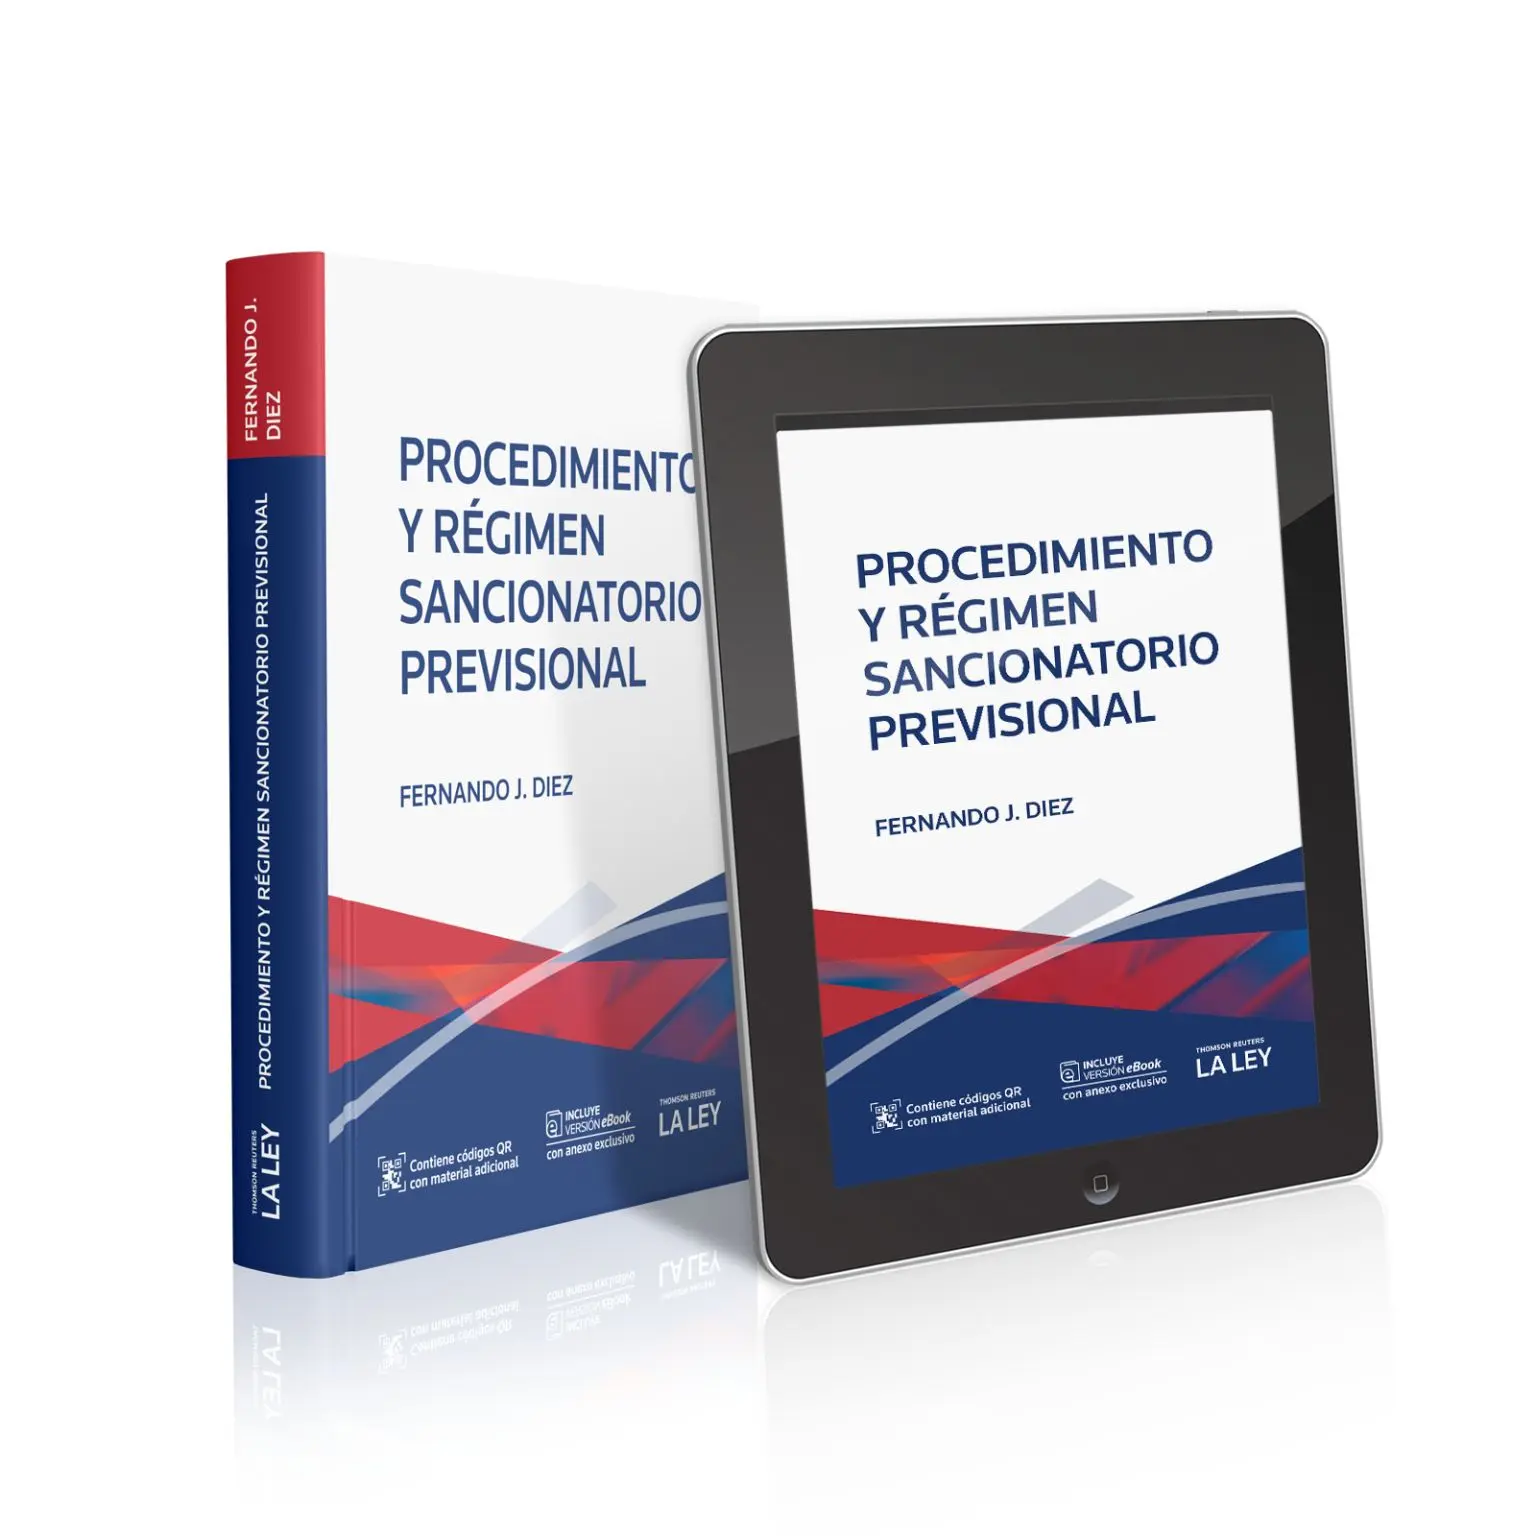 FERNANDO J.
DIEZ
PROCEDIMIENTO Y RÉGIMEN SANCIONATORIO PREVISIONAL
THOMSON REUTERS
LA LEY
PROCEDIMIENTO
Y RÉGIMEN
SANCIONATORIO
PREVISIONAL
FERNANDO J. DIEZ
Contiene códigos QR
con material adicional
INCLUYE
VERSIÓN eBook
con anexo exclusivo
THOMSON REUTERS
LA LEY
PROCEDIMIENTO
Y RÉGIMEN
SANCIONATORIO
PREVISIONAL
FERNANDO J. DIEZ
Contiene códigos QR
con material adicional
INCLUYE
VERSIÓN eBook
con anexo exclusivo
THOMSON REUTERS
LA LEY